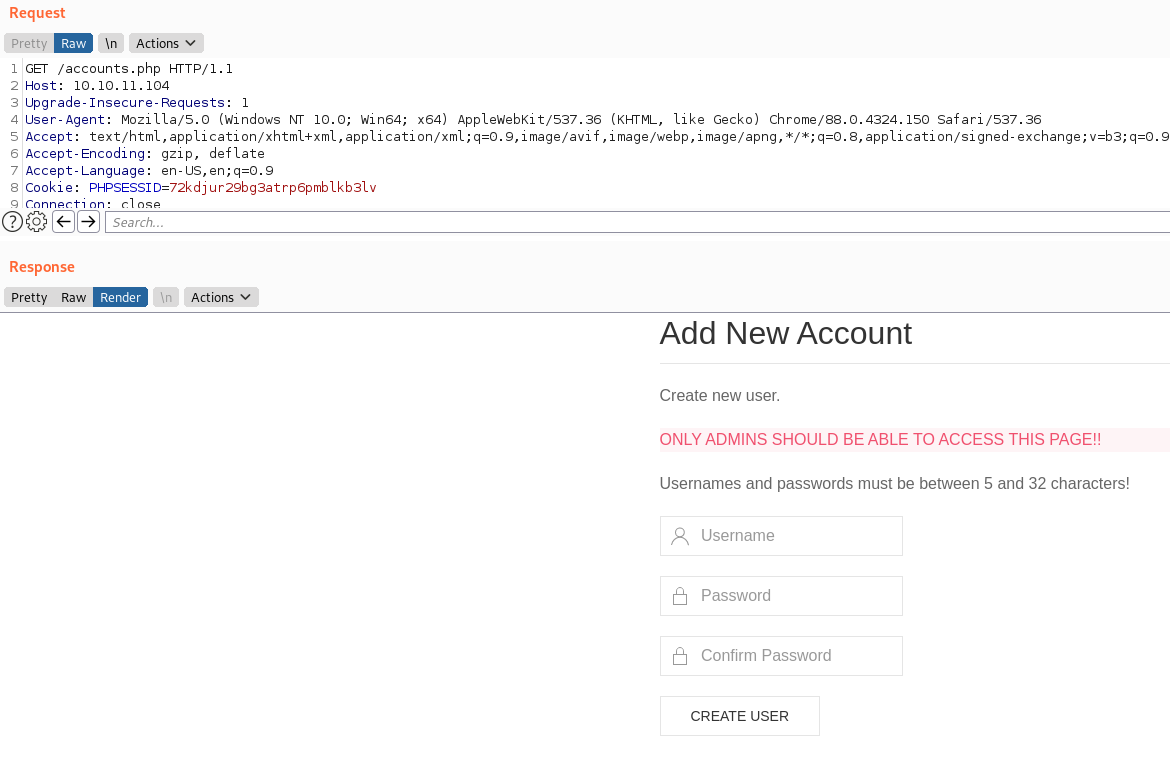 Request
Pretty Raw \n Actions
1 GET /accounts.php HTTP/1.1
2 Host: 10.10.11.104
3 Upgrade-Insecure-Requests: 1
4 User-Agent: Mozilla/5.0 (Windows NT 10.0; Win64; x64) AppleWebKit/537.36 (KHTML, like Gecko) Chrome/88.0.4324.150 Safari/537.36
5 Accept: text/html,application/xhtml+xml,application/xml;q=0.9,image/avif,image/webp,image/apng,*/*;q=0.8,application/signed-exchange;v=b3;q=0.9
6 Accept-Encoding: gzip, deflate
7 Accept-Language: en-US,en;q=0.9
8 Cookie: PHPSESSID=72kdjur29bg3atrp6pmblkb3lv
9 Connection: close
Search...
Response
Pretty Raw Render \n Actions
Add New Account
Create new user.
ONLY ADMINS SHOULD BE ABLE TO ACCESS THIS PAGE!!
Usernames and passwords must be between 5 and 32 characters!
Username
Password
Confirm Password
CREATE USER